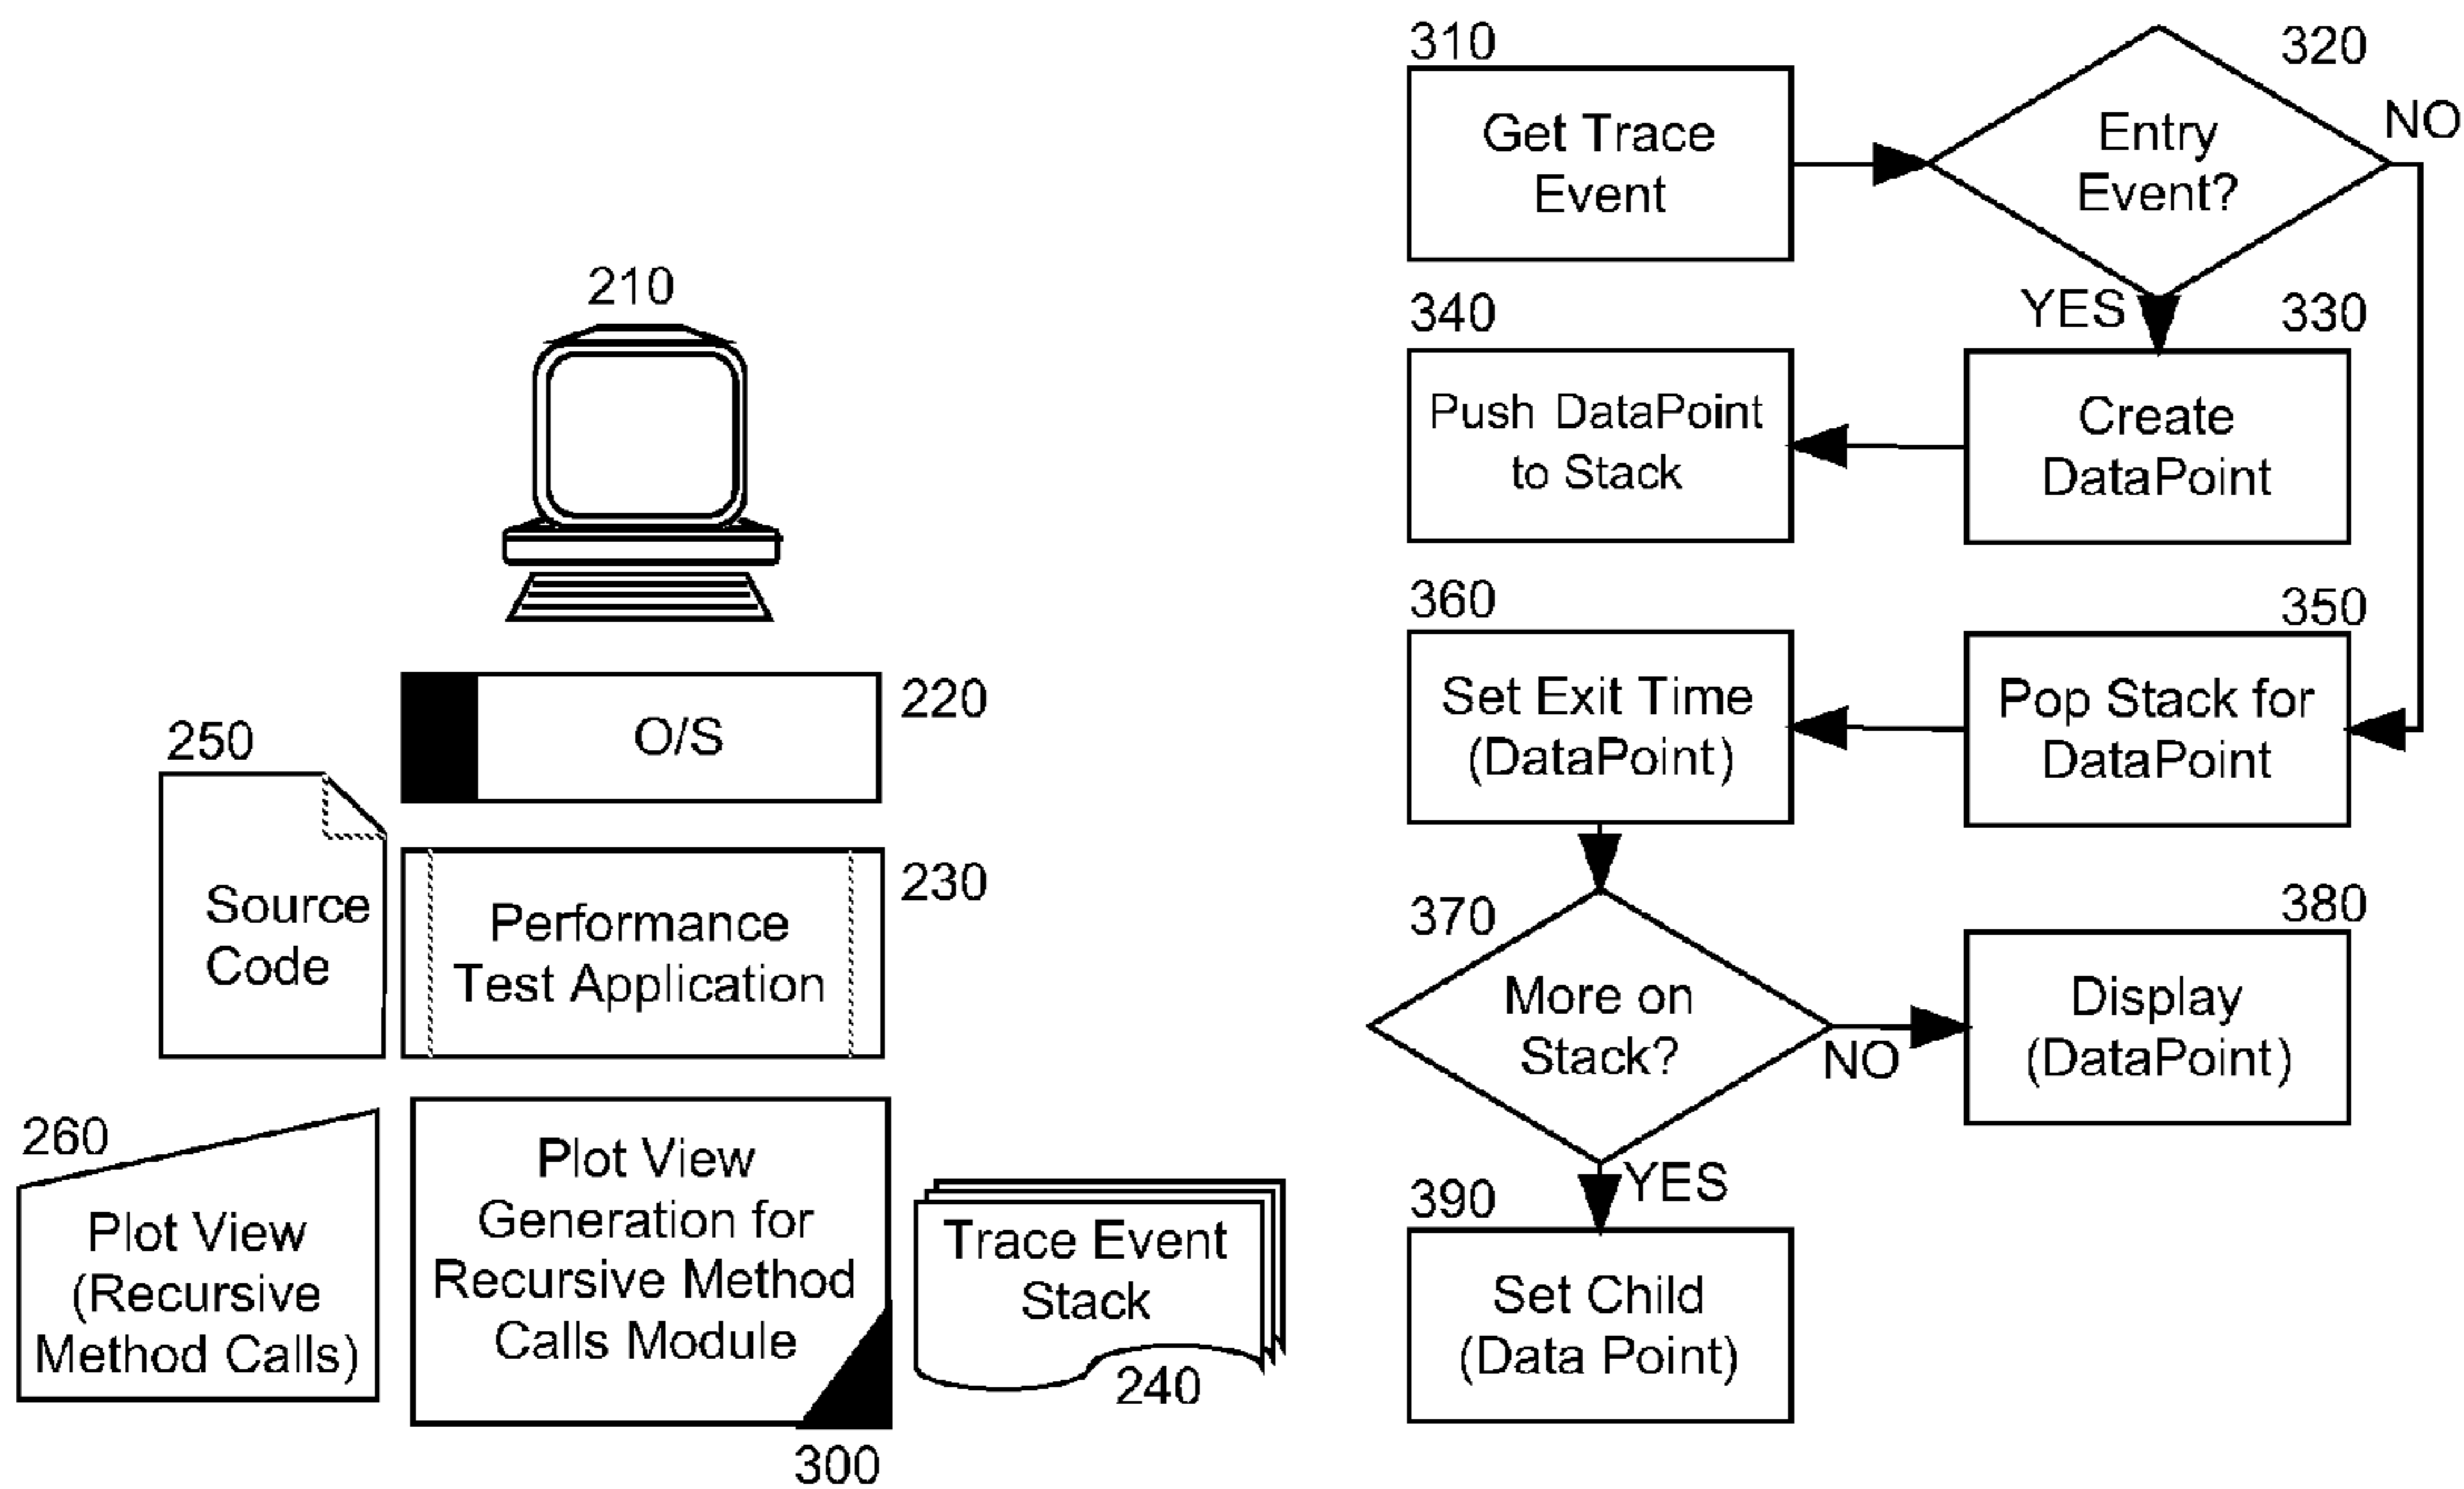 210
220
O/S
250
Source
Code
230
Performance
Test Application
260
Plot View
(Recursive
Method Calls)
Plot View
Generation for
Recursive Method
Calls Module
300
Trace Event
Stack
240
310
Get Trace
Event
320
Entry
Event?
NO
YES
330
Create
DataPoint
340
Push DataPoint
to Stack
350
Pop Stack for
DataPoint
360
Set Exit Time
(DataPoint)
370
More on
Stack?
NO
380
Display
(DataPoint)
YES
390
Set Child
(Data Point)